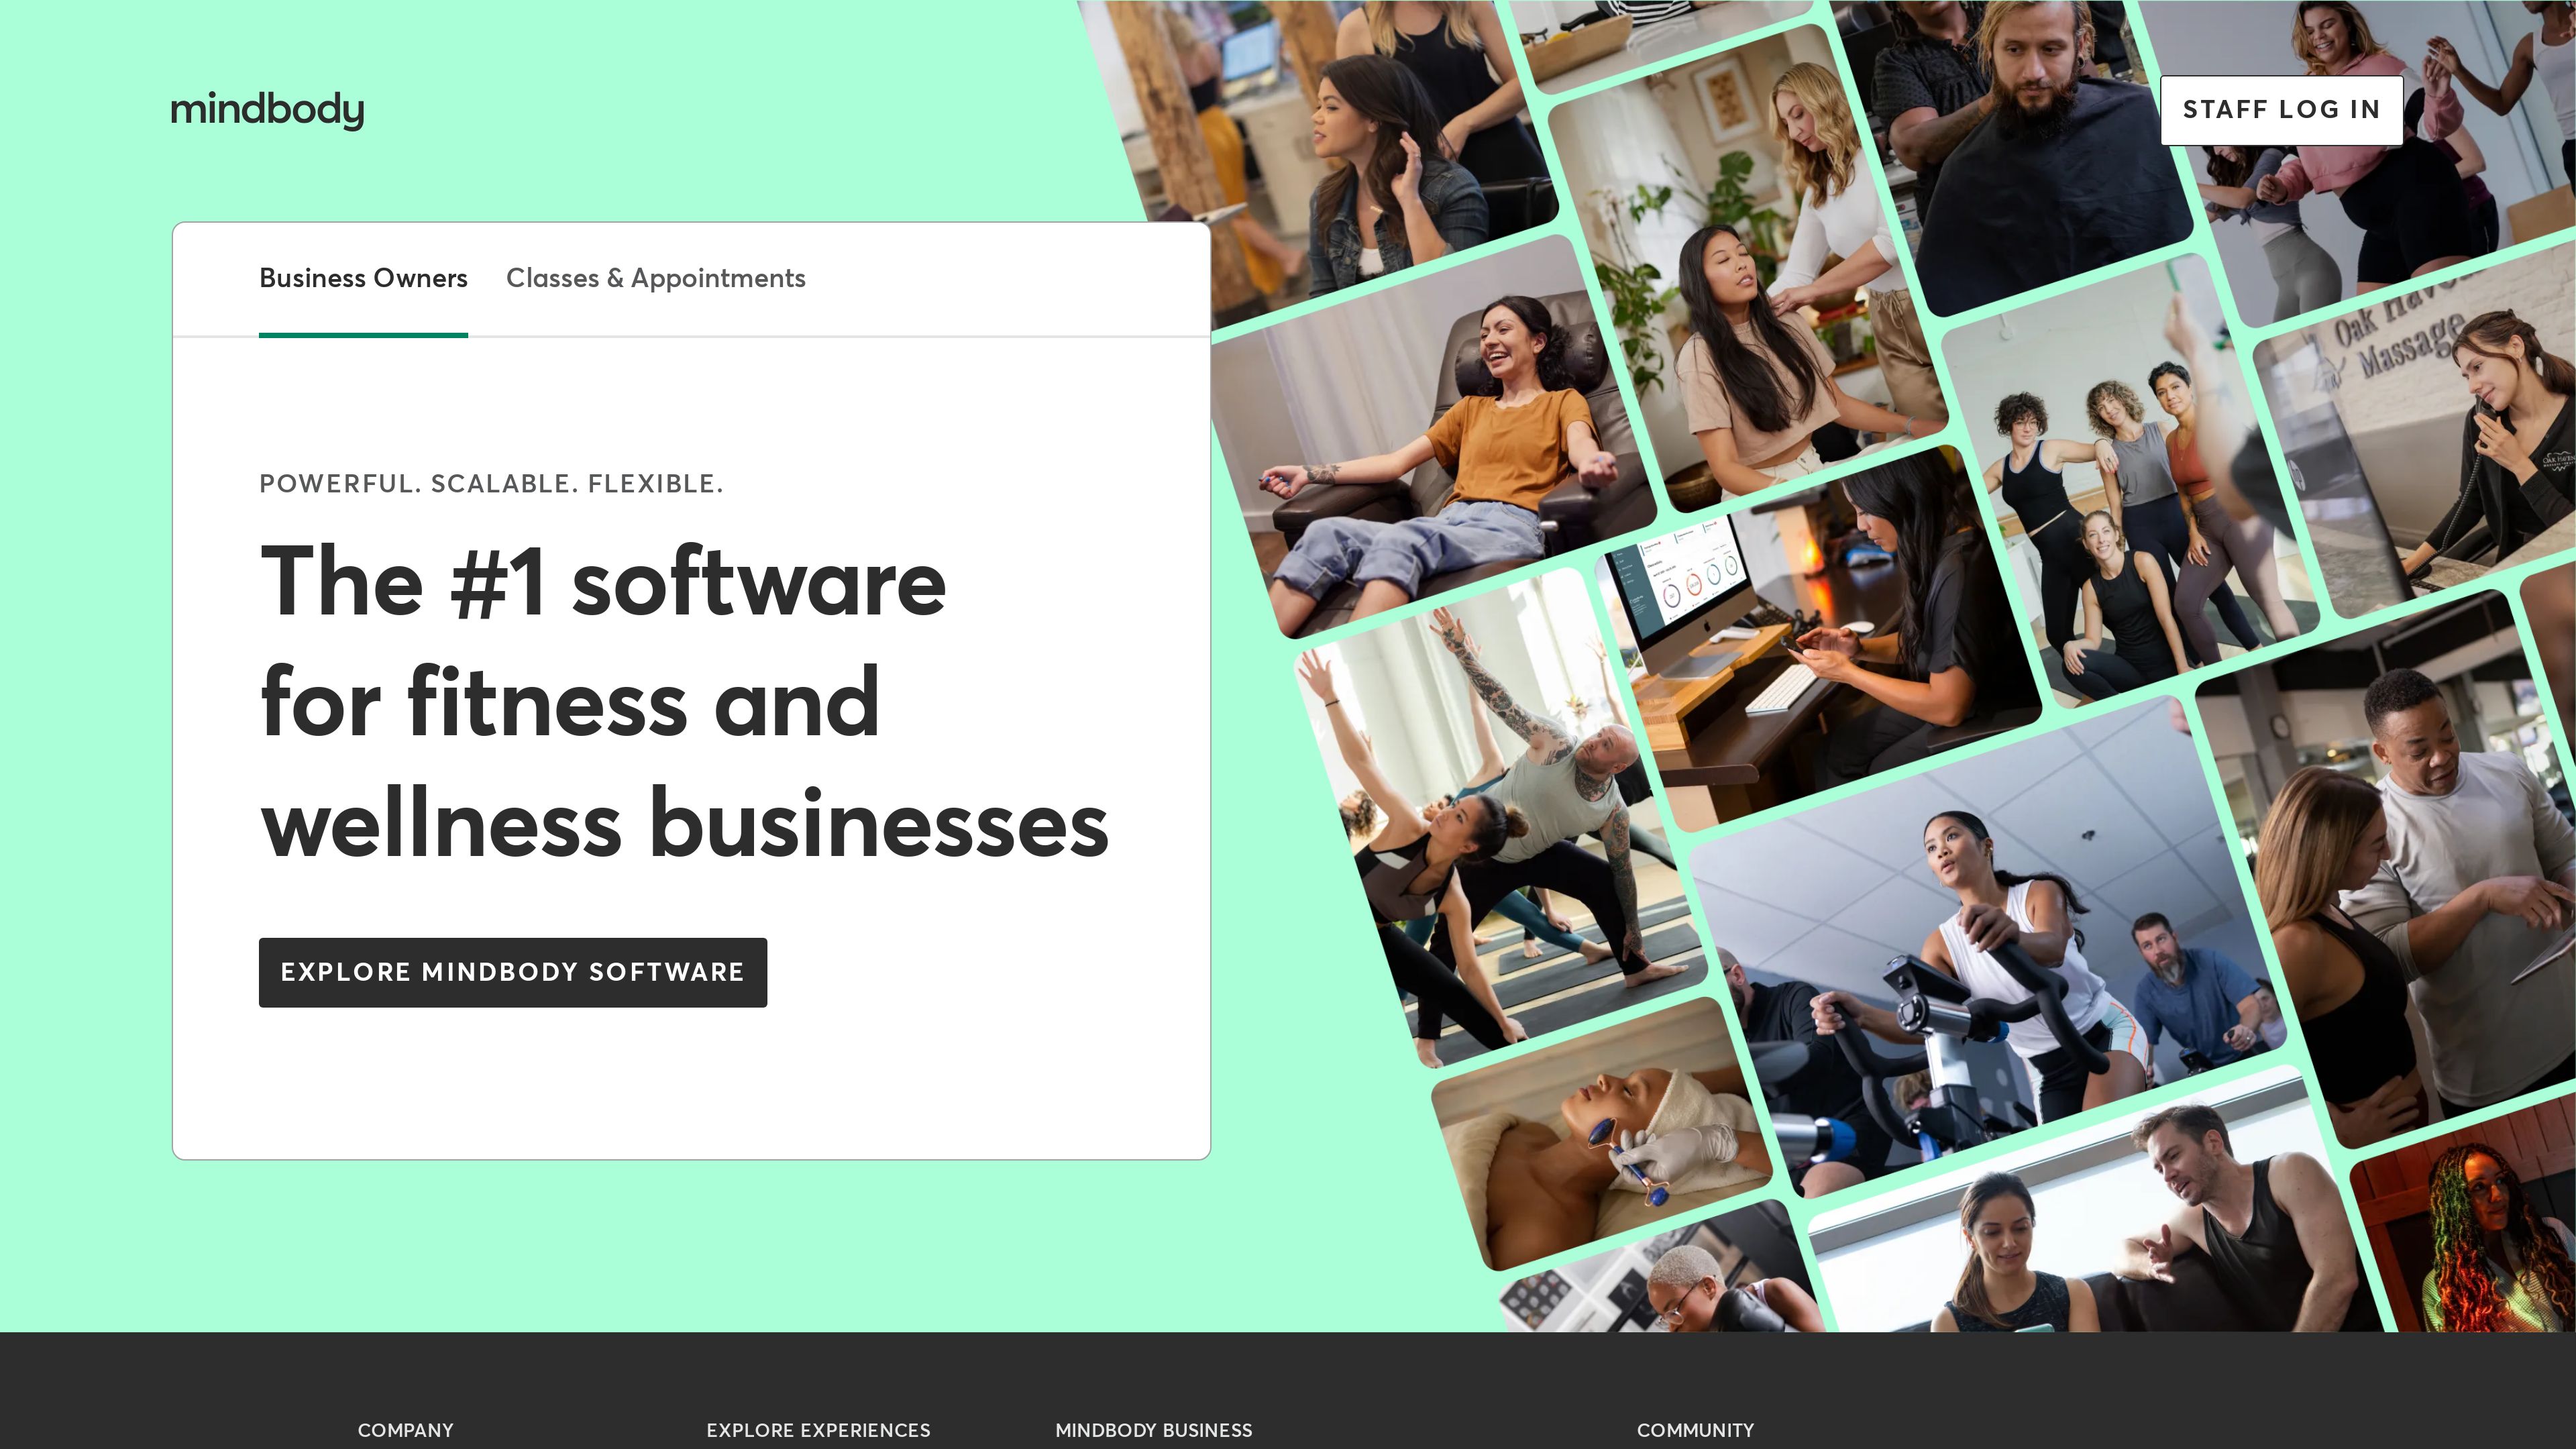 mindbody
STAFF LOG IN
Business Owners
Classes & Appointments
POWERFUL. SCALABLE. FLEXIBLE.
The #1 software
for fitness and
wellness businesses
EXPLORE MINDBODY SOFTWARE
Oak Haven
Massage
COMPANY
EXPLORE EXPERIENCES
MINDBODY BUSINESS
COMMUNITY